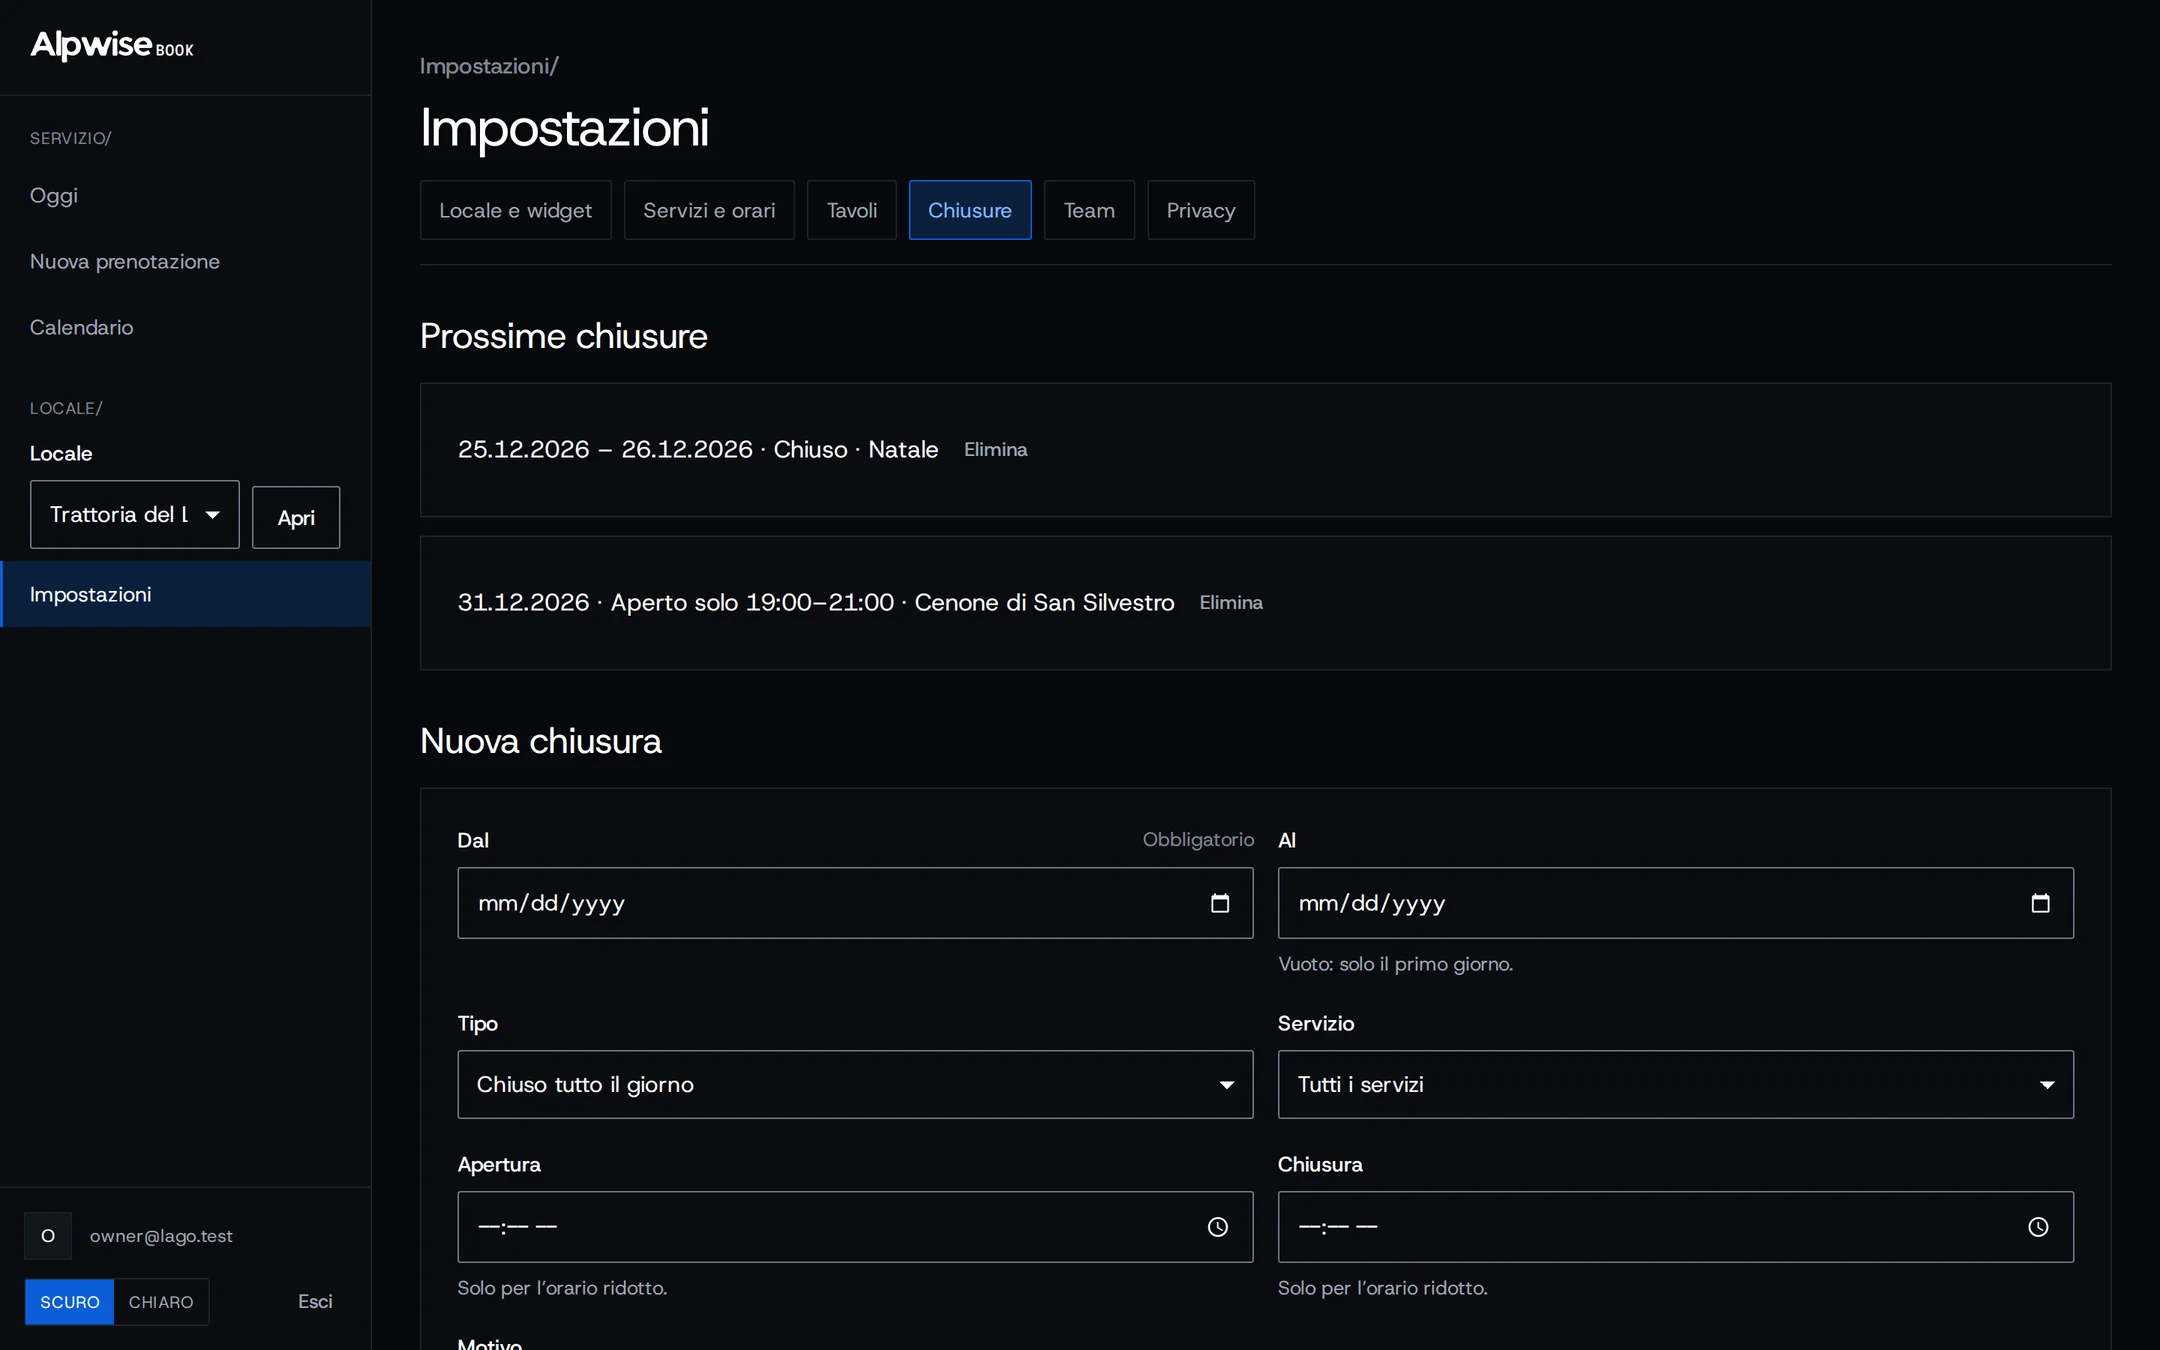 Alpwise BOOK
SERVIZIO/
Oggi
Nuova prenotazione
Calendario
LOCALE/
Locale
Trattoria del L
Apri
Impostazioni
O
owner@lago.test
SCURO
CHIARO
Esci
Impostazioni/
Impostazioni
Locale e widget
Servizi e orari
Tavoli
Chiusure
Team
Privacy
Prossime chiusure
25.12.2026 – 26.12.2026 · Chiuso · Natale Elimina
31.12.2026 · Aperto solo 19:00–21:00 · Cenone di San Silvestro Elimina
Nuova chiusura
Dal Obbligatorio
mm/dd/yyyy
Al
mm/dd/yyyy
Vuoto: solo il primo giorno.
Tipo
Chiuso tutto il giorno
Servizio
Tutti i servizi
Apertura
--:-- --
Solo per l’orario ridotto.
Chiusura
--:-- --
Solo per l’orario ridotto.
Motivo